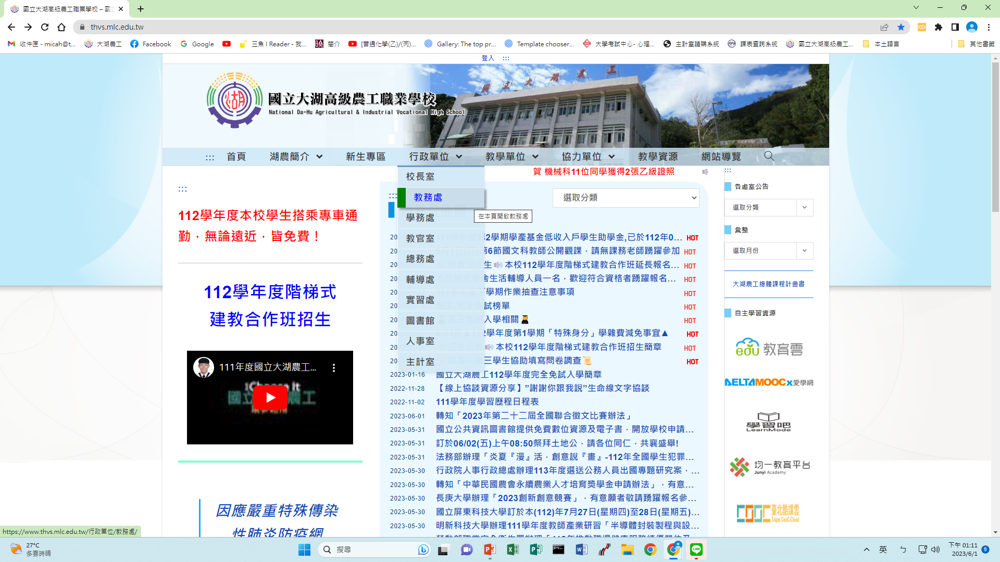 國立大湖高級農工職業學校 – 國立
thvs.mlc.edu.tw
收件匣 - micah@t...
大湖農工
Facebook
Google
三魚 I Reader - 我...
簡介
[普通化學(乙)/(丙)...
Gallery: The top pr...
Template chooser...
大學考試中心- 心理...
主計室請購系統
課表查詢系統
國立大湖高級農工...
本土語言
其他書籤
登入 :::
國立大湖農工
湖
國立大湖高級農工職業學校
National Da-Hu Agricultural & Industrial Vocational High School
::: 首頁 湖農簡介 新生專區 行政單位 教學單位 協力單位 教學資源 網站導覽
校長室
教務處
學務處
教官室
總務處
輔導處
實習處
圖書館
人事室
主計室
在本頁開啟教務處
賀 機械科11位同學獲得2張乙級證照
:::
112學年度本校學生搭乘專車通
勤，無論遠近，皆免費！
112學年度階梯式
建教合作班招生
111年度國立大湖農工...
iChoose It
國立
農工
因應嚴重特殊傳染
性肺炎防疫網
:::
選取分類
2學期學產基金低收入戶學生助學金,已於112年0... HOT
第6節國文科教師公開觀課，請無課務老師踴躍參加 HOT
生 本校112學年度階梯式建教合作班延長報名... HOT
舍生活輔導人員一名，歡迎符合資格者踴躍報名... HOT
學期作業抽查注意事項 HOT
試榜單 HOT
入學相關 HOT
2學年度第1學期「特殊身分」學雜費減免事宜▲ HOT
本校112學年度階梯式建教合作班招生簡章 HOT
三學生協助填寫問卷調查 HOT
2023-01-16 國立大湖農工112學年度完全免試入學簡章
2022-11-28 【線上協談資源分享】”謝謝你跟我說”生命線文字協談
2022-11-02 111學年度學習歷程日程表
2023-06-01 轉知「2023年第二十二屆全國聯合徵文比賽辦法」
2023-05-31 國立公共資訊圖書館提供免費數位資源及電子書，開放學校申請...
2023-05-31 訂於06/02(五)上午08:50祭拜土地公，請各位同仁，共襄盛舉!
2023-05-31 法務部辦理「炎夏『漫』活，創意說『畫』-112年全國學生犯罪...
2023-05-30 行政院人事行政總處辦理113年度選送公務人員出國專題研究案，...
2023-05-30 轉知「中華民國農會永續農業人才培育獎學金申請辦法」，有意...
2023-05-30 長庚大學辦理「2023創新創意競賽」，有意願者敬請踴躍報名參...
2023-05-30 國立屏東科技大學訂於本(112)年7月27日(星期四)至28日(星期五)...
2023-05-30 明新科技大學辦理111學年度教師產業研習「半導體封裝製程與設...
:::
各處室公告
選取分類
彙整
選取月份
大湖農工總體課程計畫書
自主學習資源
edu 教育雲
DELTAMOOCx愛學網
學習吧
LearnMode
均一教育平台
Junyi Academy
COOC 臺北酷課雲
Taipei CooC-Cloud
https://www.thvs.mlc.edu.tw/行政單位/教務處/
27°C
多雲時晴
搜尋
英
ㄅ
下午 01:11
2023/6/1
9